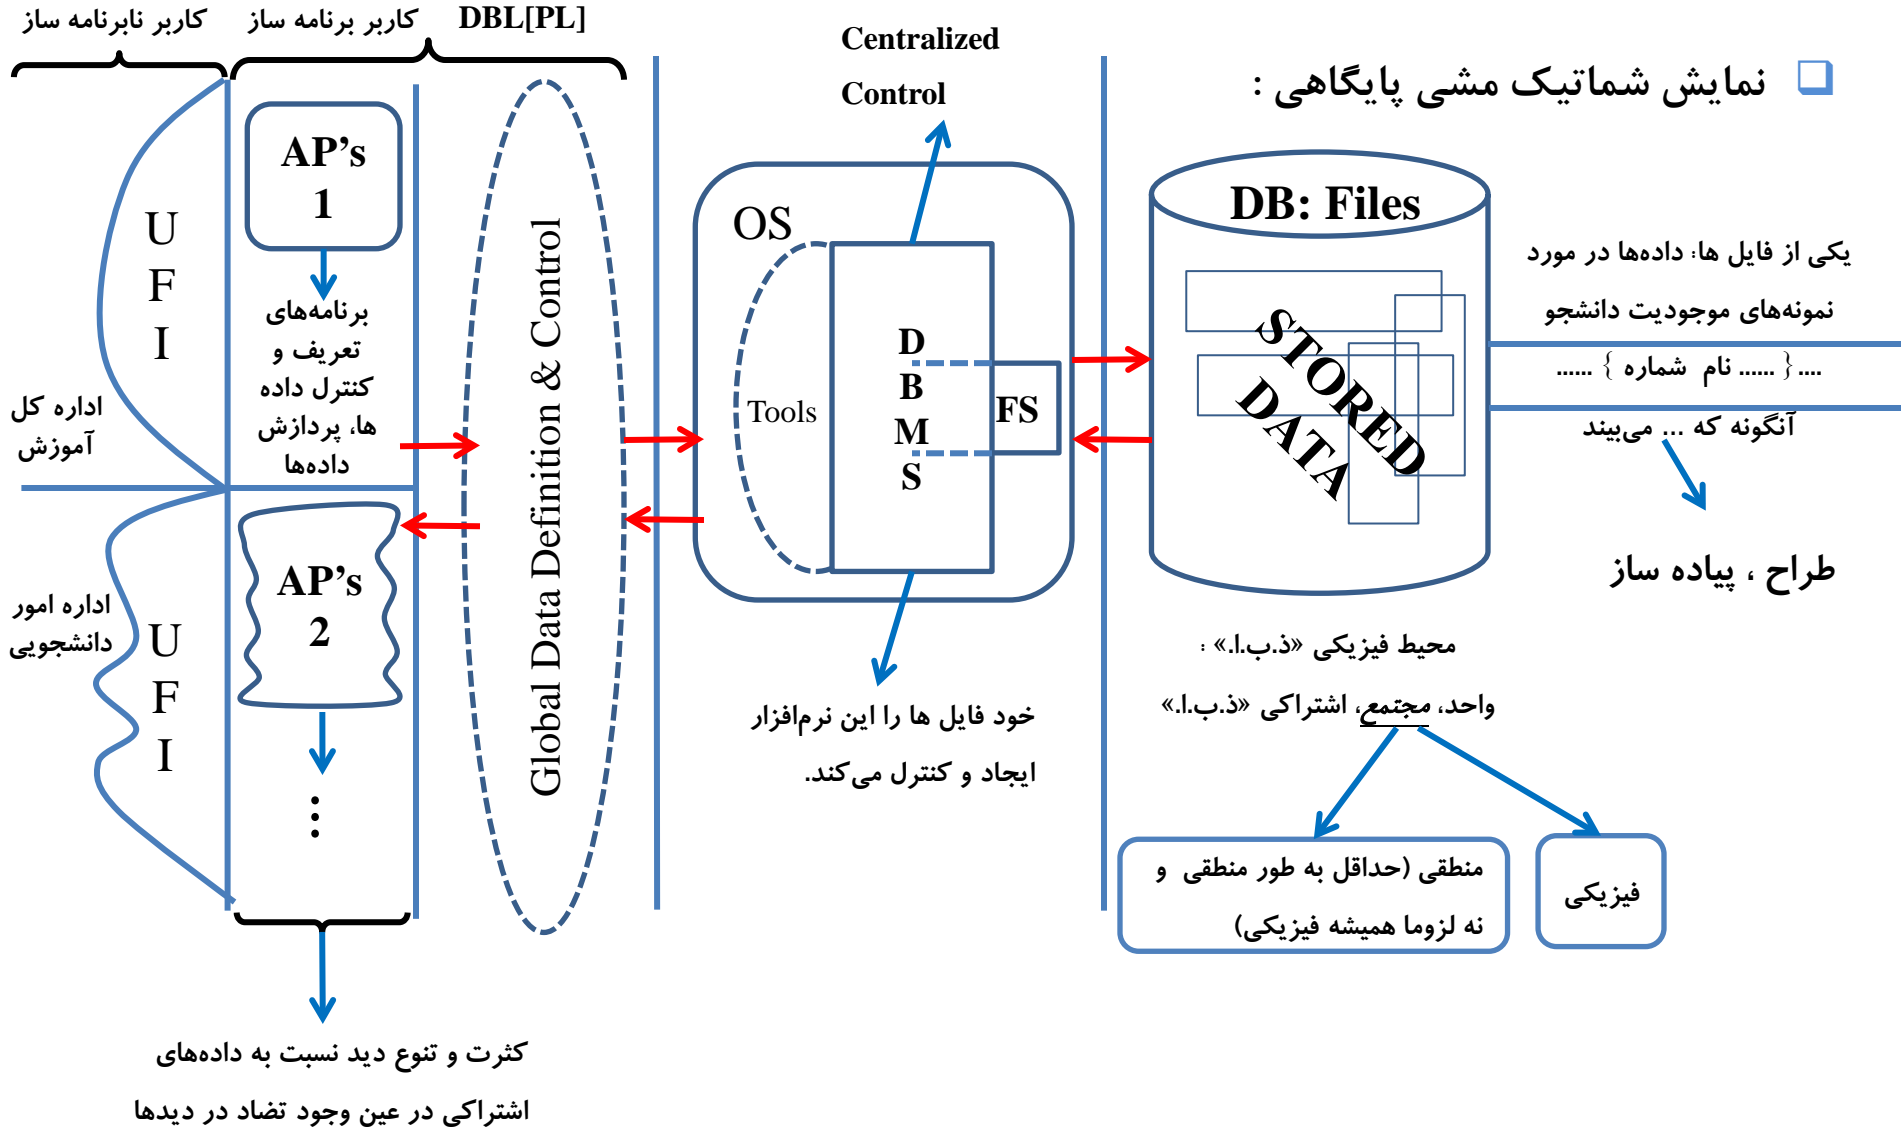 نمایش شماتیک مشی پایگاهی :
کاربر نابرنامه ساز
کاربر برنامه ساز
DBL[PL]
Centralized
Control
U
F
I
اداره کل
آموزش
AP's
1
برنامه‌های
تعریف و
کنترل داده
ها، پردازش
داده‌ها
U
F
I
اداره امور
دانشجویی
AP's
2
...
کثرت و تنوع دید نسبت به داده‌های
اشتراکی در عین وجود تضاد در دیدها
Global Data Definition & Control
OS
Tools
D
B
M
S
FS
خود فایل ها را این نرم‌افزار
ایجاد و کنترل می‌کند.
DB: Files
STORED
DATA
یکی از فایل ها: داده‌ها در مورد
نمونه‌های موجودیت دانشجو
....{ ...... نام شماره } ......
آنگونه که ... می‌بیند
طراح ، پیاده ساز
محیط فیزیکی «ذ.ب.ا.» :
واحد، مجتمع، اشتراکی «ذ.ب.ا.»
منطقی (حداقل به طور منطقی و
نه لزوما همیشه فیزیکی)
فیزیکی